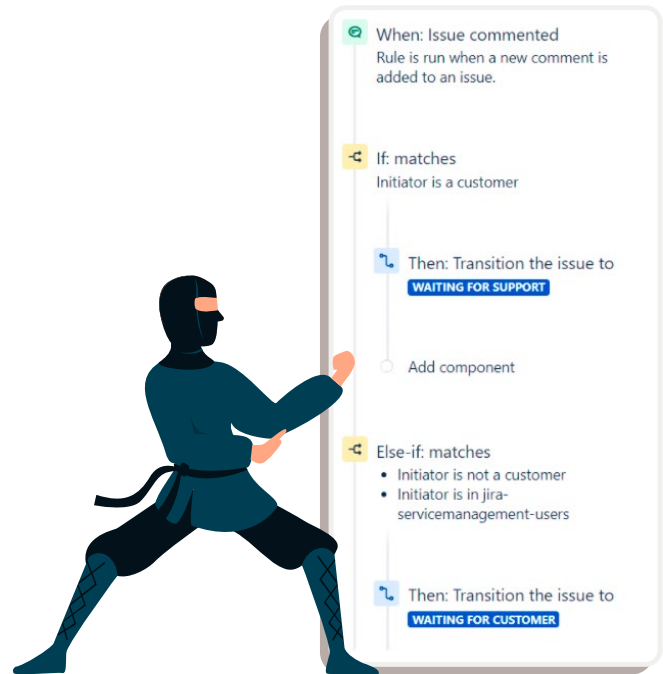 When: Issue commented
Rule is run when a new comment is
added to an issue.
If: matches
Initiator is a customer
Then: Transition the issue to
WAITING FOR SUPPORT
Add component
Else-if: matches
• Initiator is not a customer
• Initiator is in jira-
servicemanagement-users
Then: Transition the issue to
WAITING FOR CUSTOMER